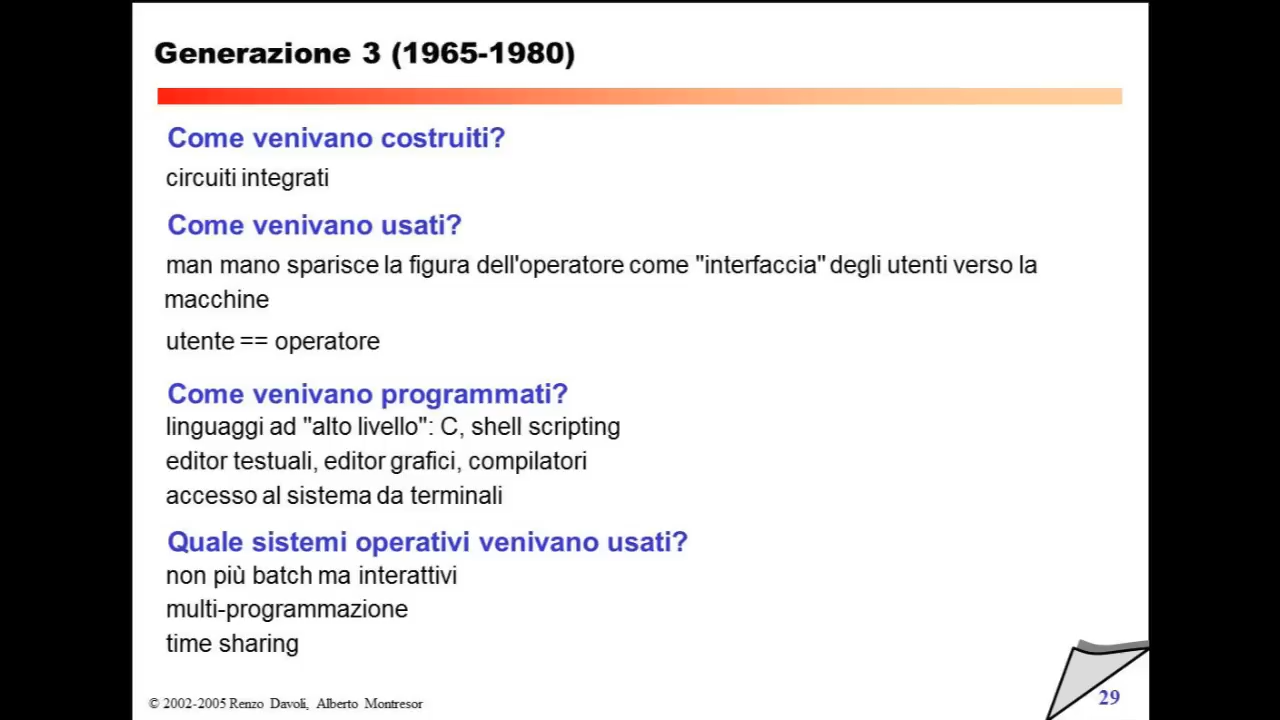 Generazione 3 (1965-1980)
Come venivano costruiti?
circuiti integrati
Come venivano usati?
man mano sparisce la figura dell'operatore come "interfaccia" degli utenti verso la
macchine
utente == operatore
Come venivano programmati?
linguaggi ad "alto livello": C, shell scripting
editor testuali, editor grafici, compilatori
accesso al sistema da terminali
Quale sistemi operativi venivano usati?
non più batch ma interattivi
multi-programmazione
time sharing
© 2002-2005 Renzo Davoli, Alberto Montresor
29